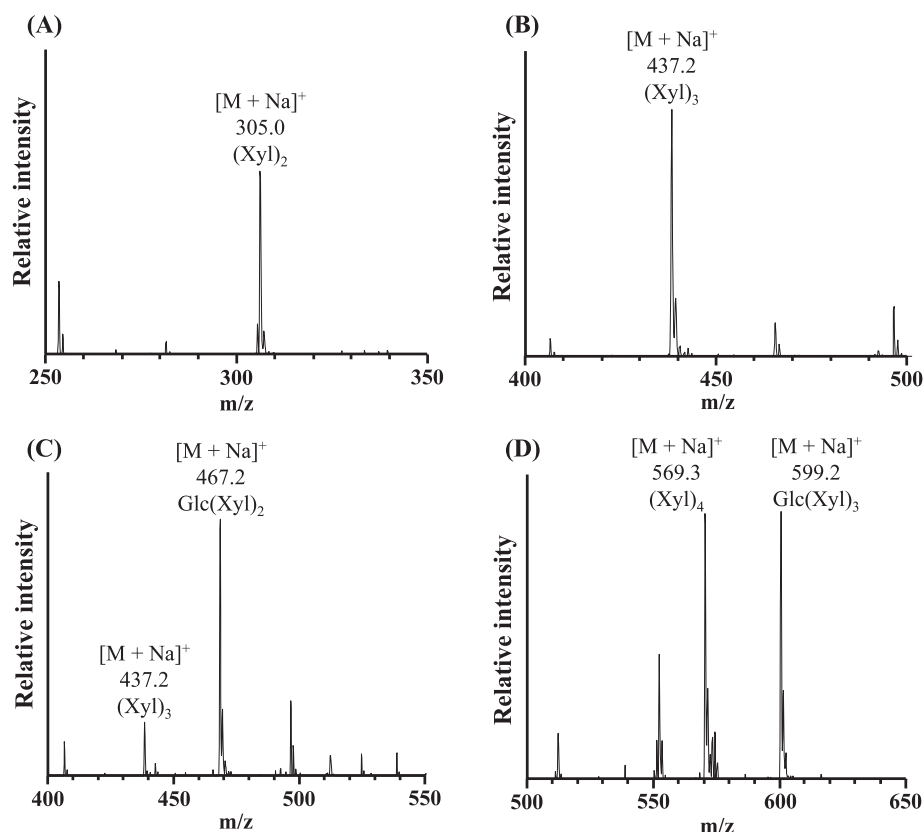 (A)
[M + Na]+
305.0
(Xyl)2
Relative intensity
250
300
350
m/z
(B)
[M + Na]+
437.2
(Xyl)3
Relative intensity
400
450
500
m/z
(C)
[M + Na]+
467.2
Glc(Xyl)2
[M + Na]+
437.2
(Xyl)3
Relative intensity
400
450
500
550
m/z
(D)
[M + Na]+
569.3
(Xyl)4
[M + Na]+
599.2
Glc(Xyl)3
Relative intensity
500
550
600
650
m/z